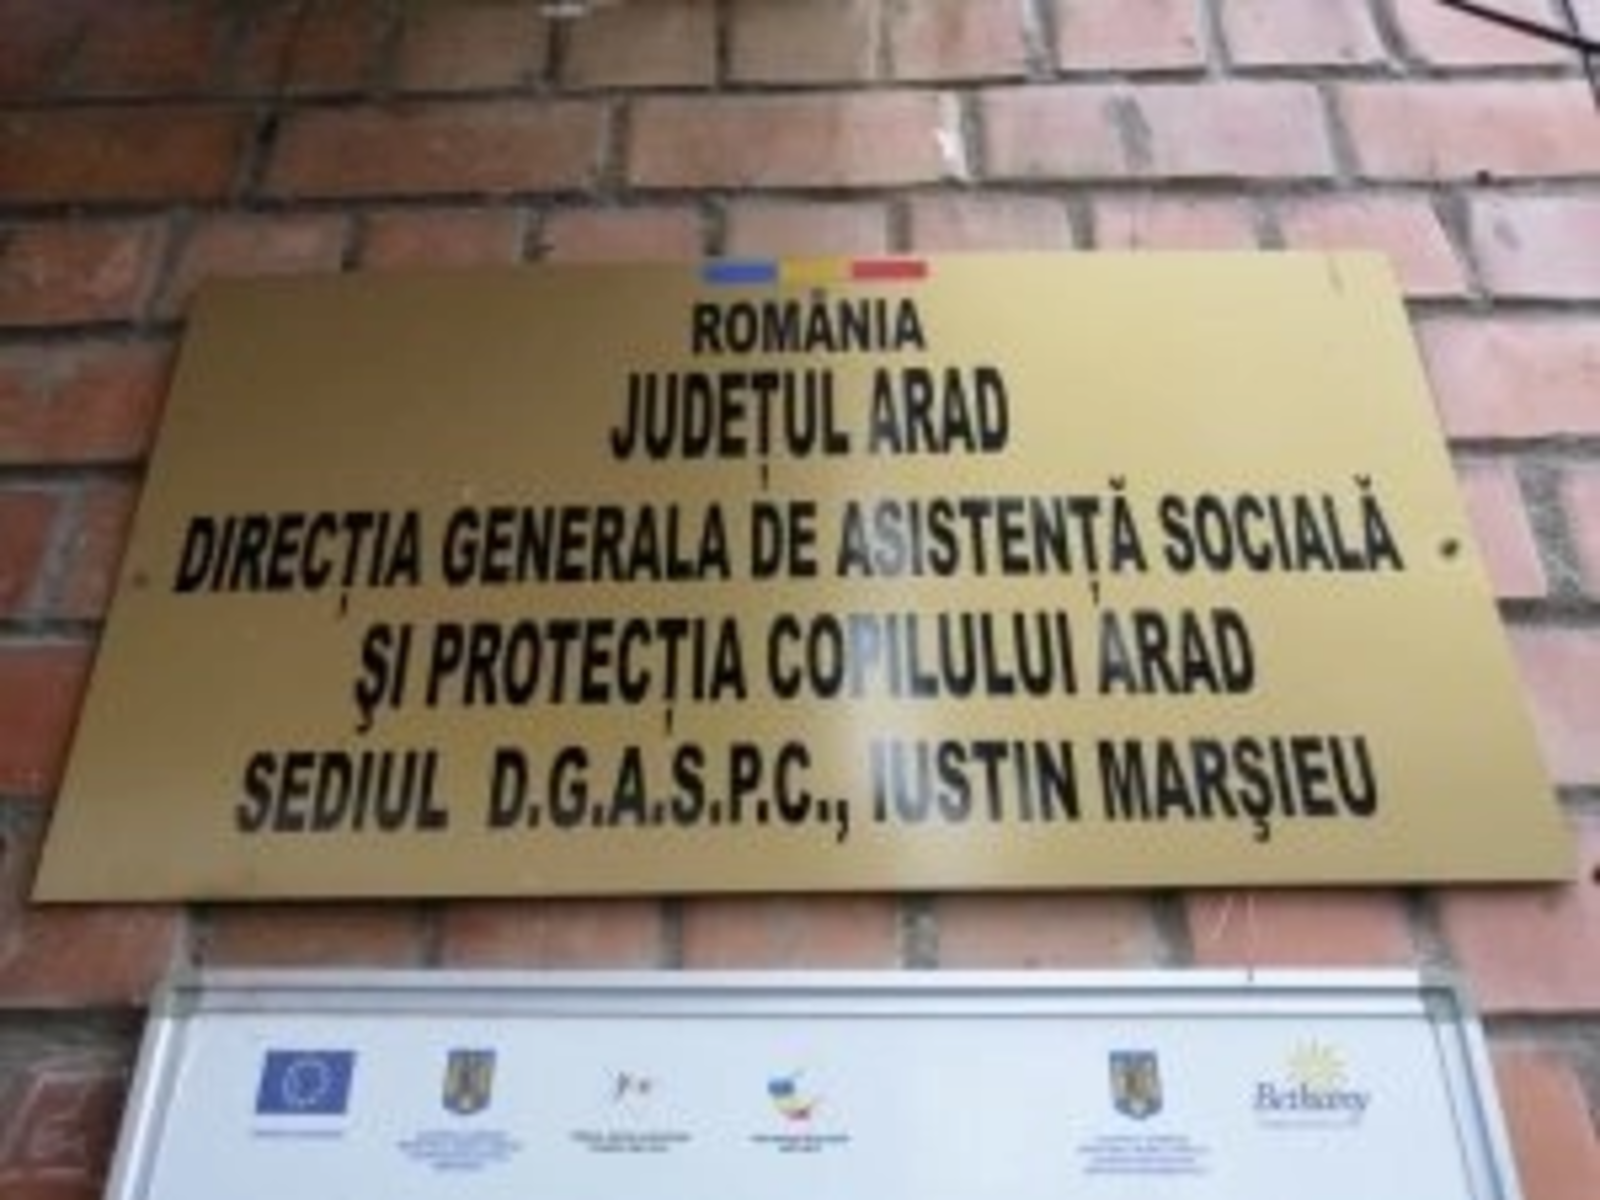 ROMÂNIA
JUDEȚUL ARAD
DIRECȚIA GENERALA DE ASISTENȚĂ SOCIALĂ
ŞI PROTECȚIA COPILULUI ARAD
SEDIUL D.G.A.S.P.C., IUSTIN MARŞIEU
Bethany